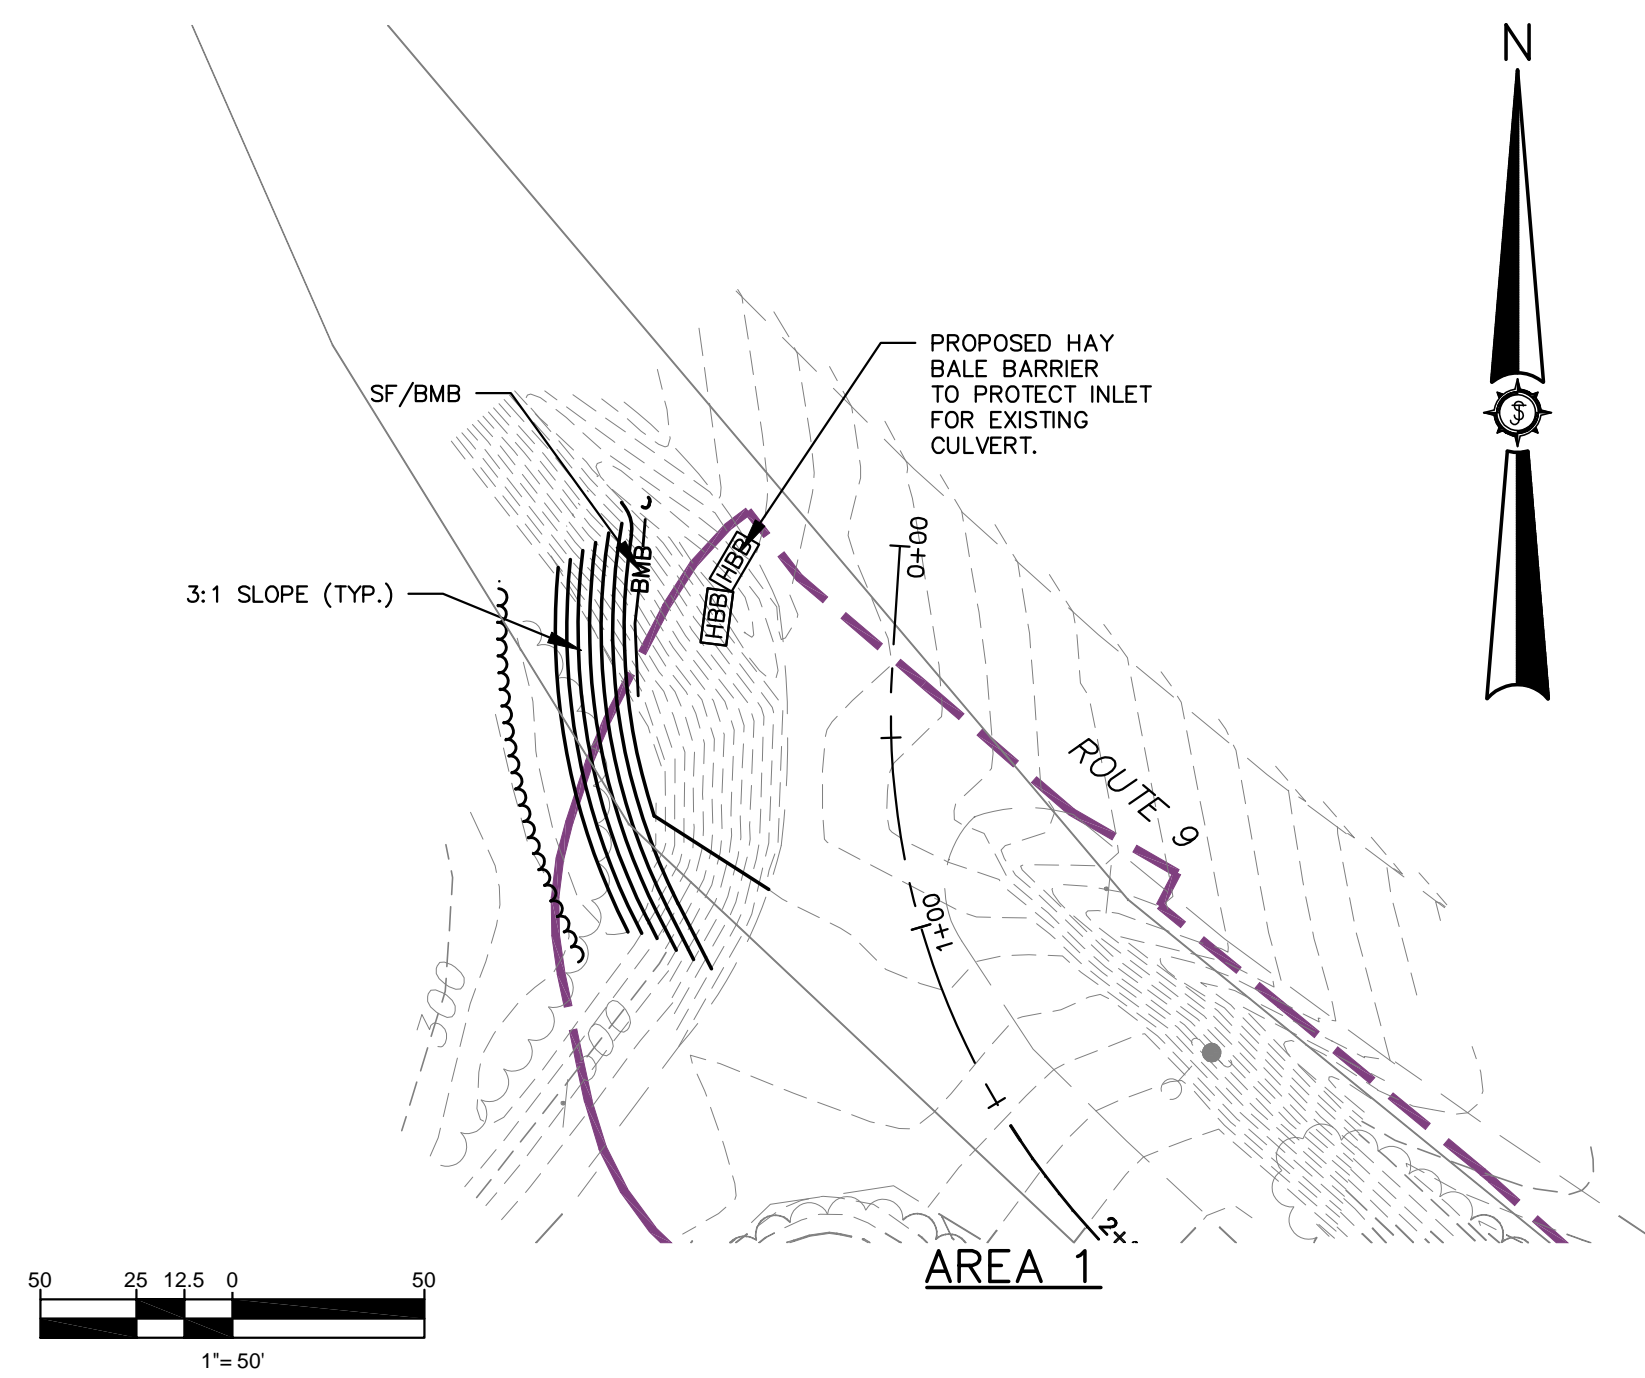 N
PROPOSED HAY
BALE BARRIER
TO PROTECT INLET
FOR EXISTING
CULVERT.
SF/BMB
BMB
HBB
HBB
3:1 SLOPE (TYP.)
0+00
ROUTE 9
1+00
300
300
2+
AREA 1
50 25 12.5 0 50
1"= 50'